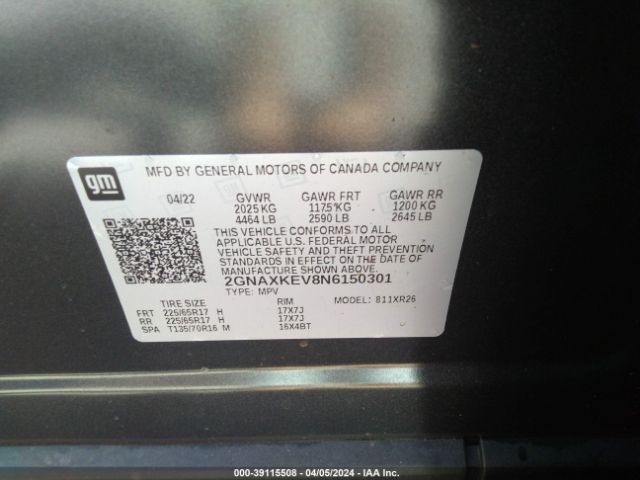 gm
MFD BY GENERAL MOTORS OF CANADA COMPANY
04/22 GVWR GAWR FRT GAWR RR
2025 KG 1175 KG 1200 KG
4464 LB 2590 LB 2645 LB
THIS VEHICLE CONFORMS TO ALL
APPLICABLE U.S. FEDERAL MOTOR
VEHICLE SAFETY AND THEFT PREVENTION
STANDARDS IN EFFECT ON THE DATE OF
MANUFACTURE SHOWN ABOVE.
2GNAXKEV8N6150301
TYPE: MPV MODEL: 811XR26
TIRE SIZE RIM
FRT 225/65R17 H 17X7J
RR 225/65R17 H 17X7J
SPA T135/70R16 M 16X4BT
000-39115508 - 04/05/2024 - IAA, Inc.